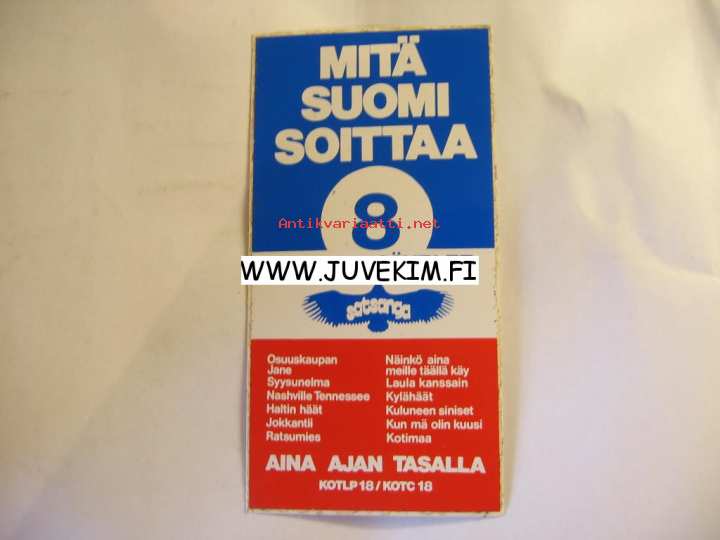 MITÄ
SUOMI
SOITTAA
8
Antikvariaatti.net
WWW.JUVEKIM.FI
satsanga
Osuuskaupan
Jane
Syysunelma
Nashville Tennessee
Haltin häät
Jokkantii
Ratsumies
Näinkö aina
meille täällä käy
Laula kanssain
Kylähäät
Kuluneen siniset
Kun mä olin kuusi
Kotimaa
AINA AJAN TASALLA
KOTLP 18 / KOTC 18